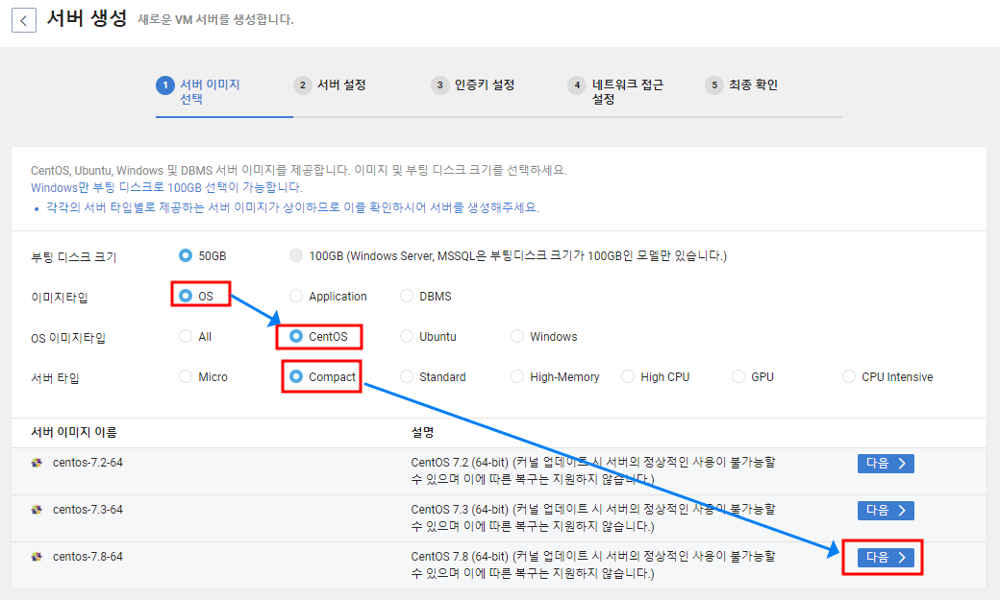 서버 생성 새로운 VM 서버를 생성합니다.
1 서버 이미지 선택
2 서버 설정
3 인증키 설정
4 네트워크 접근 설정
5 최종 확인
CentOS, Ubuntu, Windows 및 DBMS 서버 이미지를 제공합니다. 이미지 및 부팅 디스크 크기를 선택하세요.
Windows만 부팅 디스크로 100GB 선택이 가능합니다.
• 각각의 서버 타입별로 제공하는 서버 이미지가 상이하므로 이를 확인하시어 서버를 생성해주세요.
부팅 디스크 크기 50GB 100GB (Windows Server, MSSQL은 부팅디스크 크기가 100GB인 모델만 있습니다.)
이미지타입 OS Application DBMS
OS 이미지타입 All CentOS Ubuntu Windows
서버 타입 Micro Compact Standard High-Memory High CPU GPU CPU Intensive
서버 이미지 이름 설명
centos-7.2-64 CentOS 7.2 (64-bit) (커널 업데이트 시 서버의 정상적인 사용이 불가능할 다음
수 있으며 이에 따른 복구는 지원하지 않습니다.)
centos-7.3-64 CentOS 7.3 (64-bit) (커널 업데이트 시 서버의 정상적인 사용이 불가능할 다음
수 있으며 이에 따른 복구는 지원하지 않습니다.)
centos-7.8-64 CentOS 7.8 (64-bit) (커널 업데이트 시 서버의 정상적인 사용이 불가능할 다음
수 있으며 이에 따른 복구는 지원하지 않습니다.)